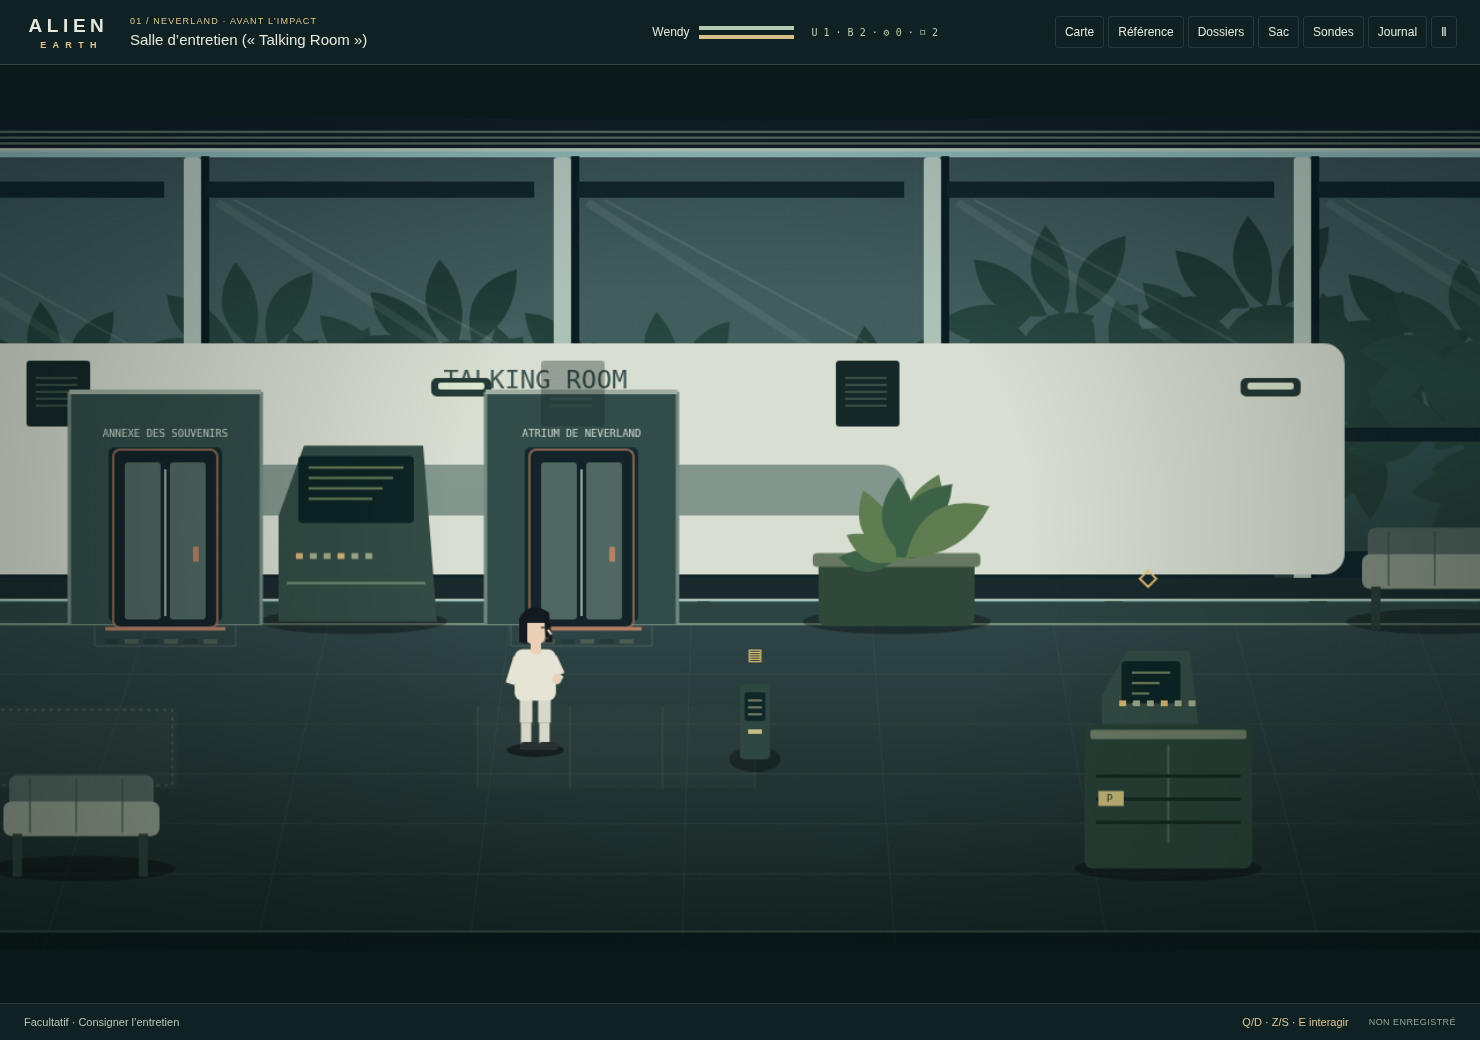 ALIEN
EARTH
01 / NEVERLAND · AVANT L'IMPACT
Salle d’entretien (« Talking Room »)
Wendy
U 1 · B 2 · ⚙ 0 · ◘ 2
Carte
Référence
Dossiers
Sac
Sondes
Journal
Ⅱ
TALKING ROOM
ANNEXE DES SOUVENIRS
ATRIUM DE NEVERLAND
P
Facultatif · Consigner l’entretien
Q/D · Z/S · E interagir
NON ENREGISTRÉ